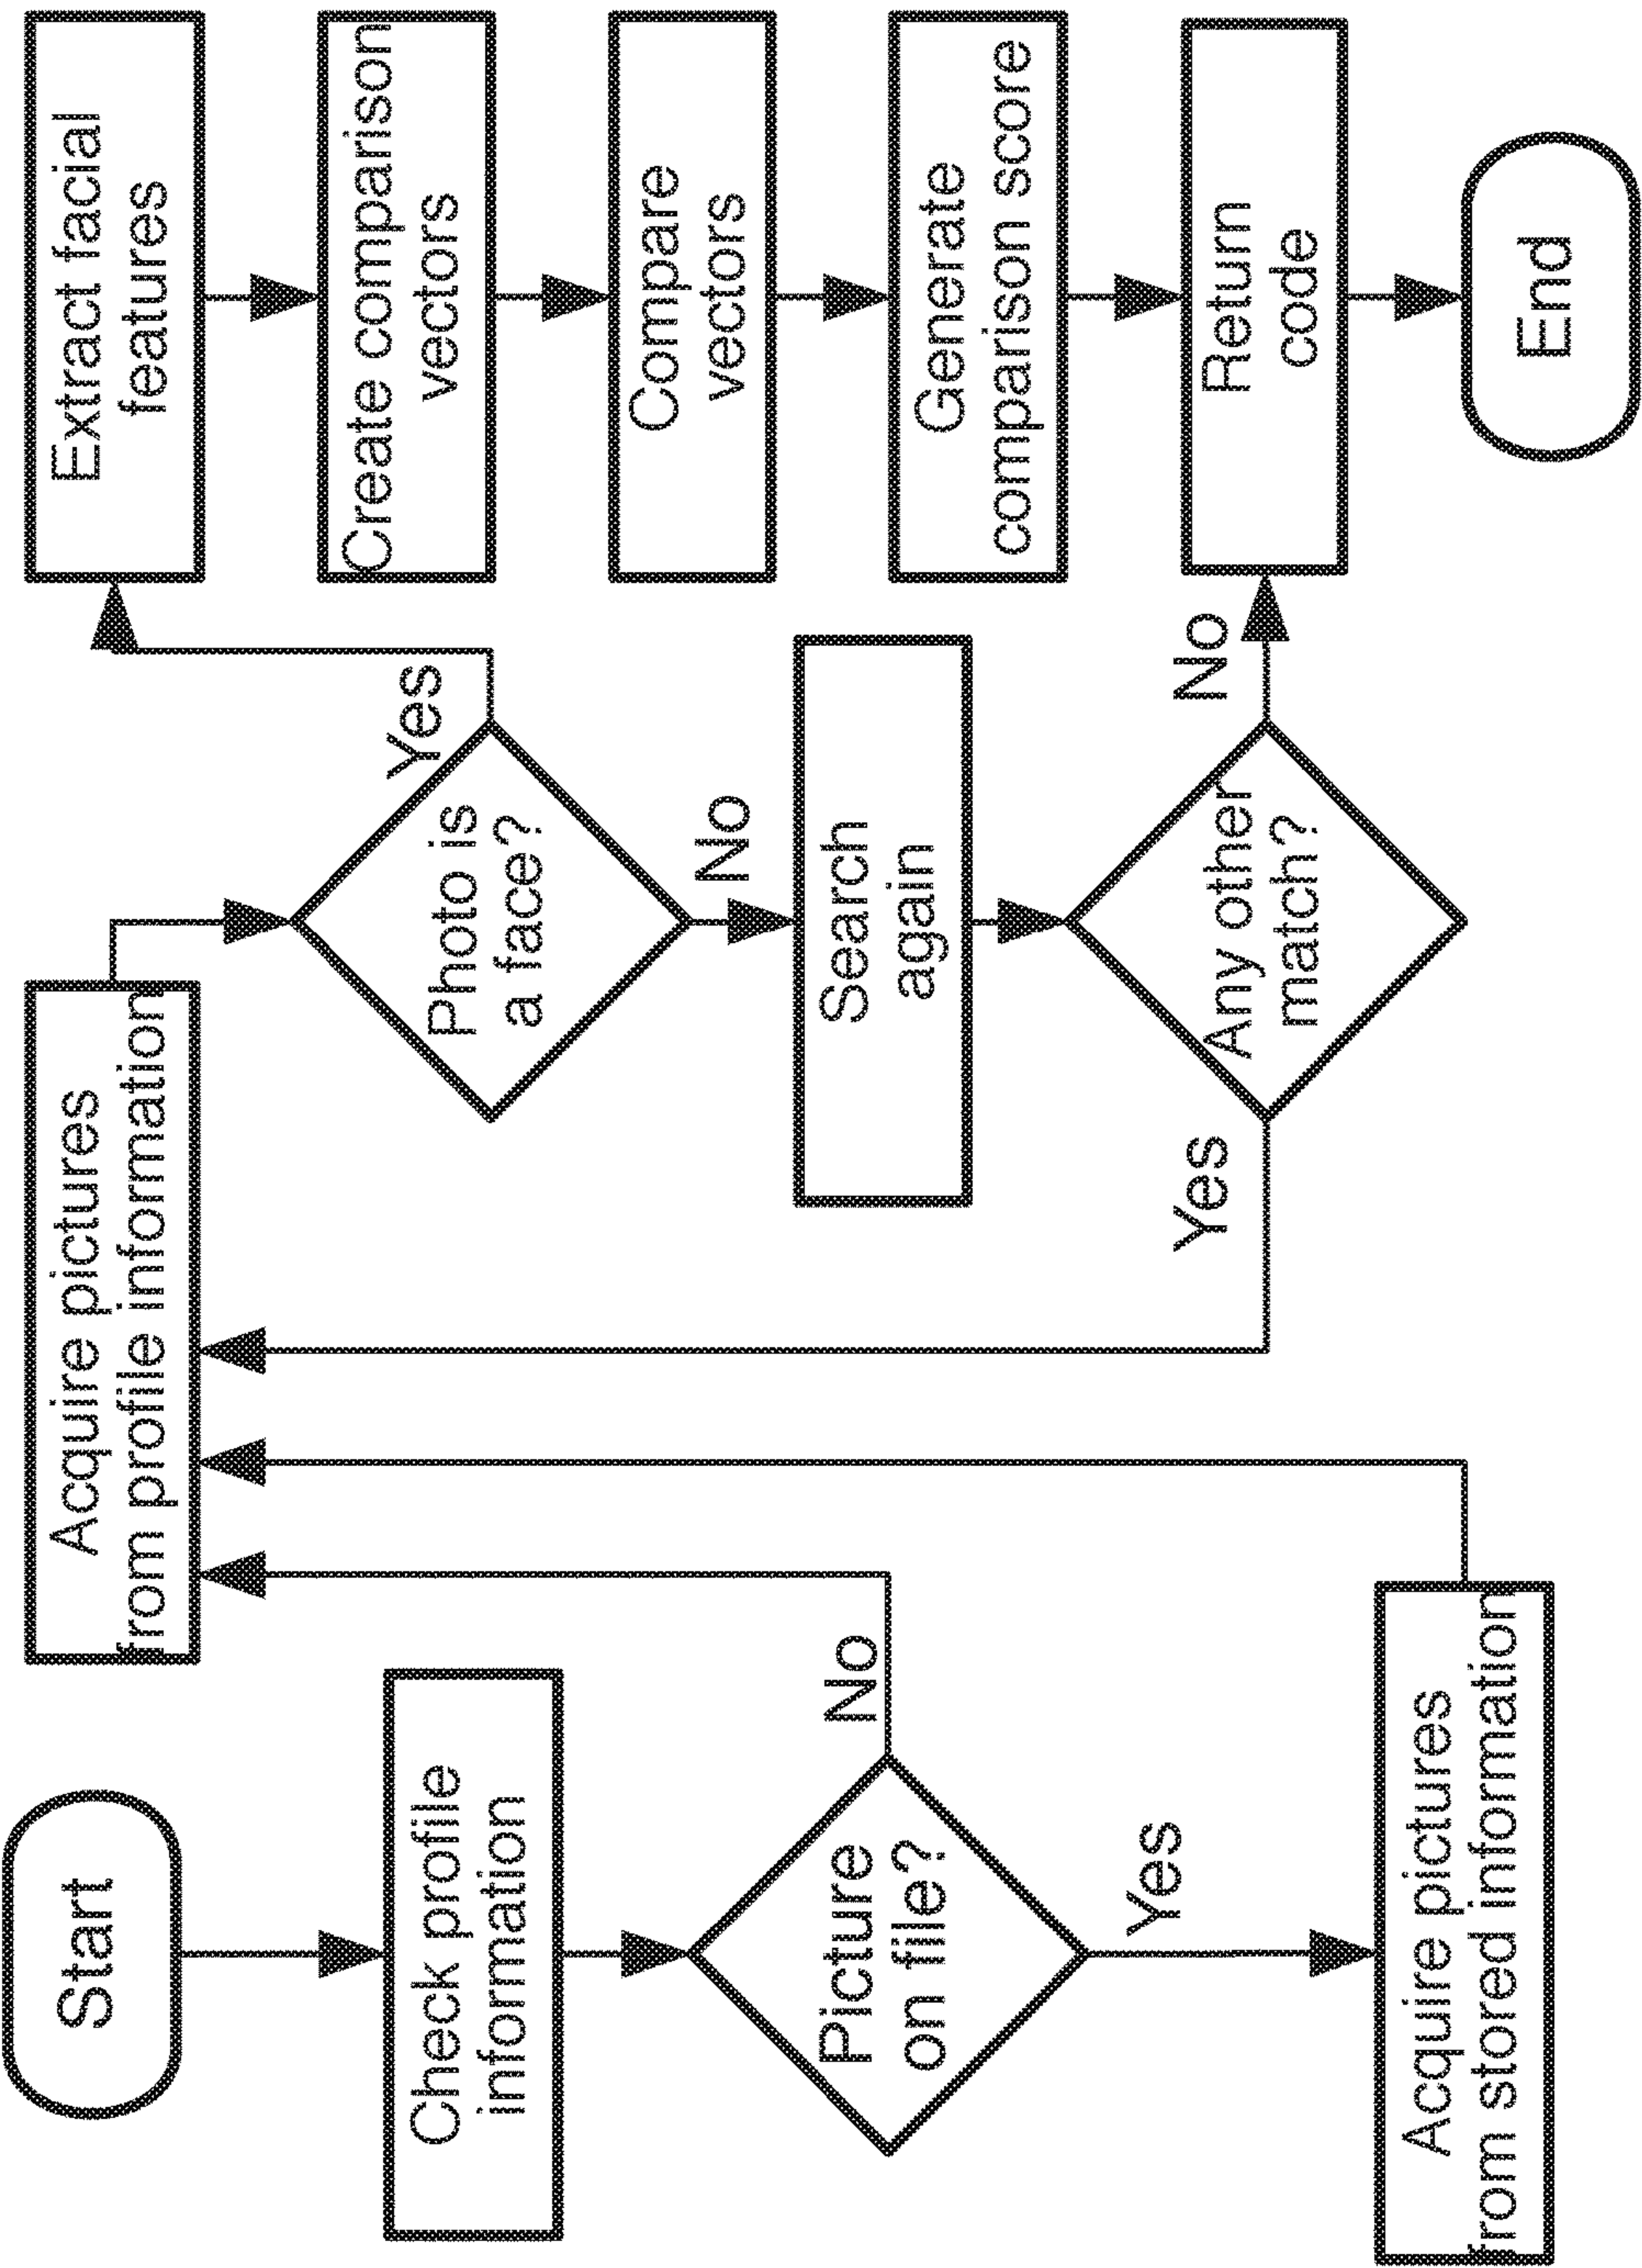 Start
Check profile
information
Picture
on file?
No
Yes
Acquire pictures
from stored information
Acquire pictures
from profile information
Photo is
a face?
Yes
No
Search
again
Any other
match?
Yes
No
Extract facial
features
Create comparison
vectors
Compare
vectors
Generate
comparison score
Return
code
End